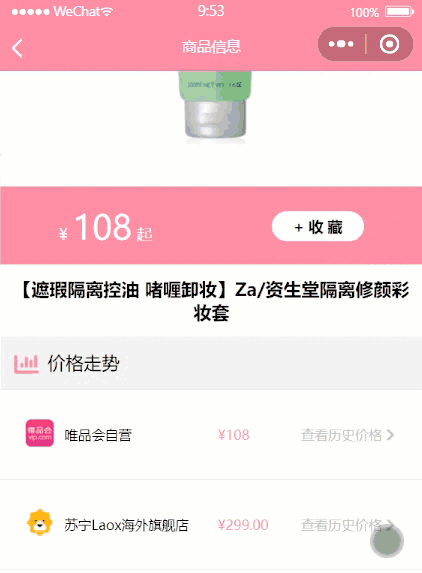 WeChat
9:53
100%
商品信息
¥ 108 起
+ 收藏
【遮瑕隔离控油 啫喱卸妆】Za/资生堂隔离修颜彩
妆套
价格走势
唯品会
vip.com
唯品会自营
¥108
查看历史价格
苏宁Laox海外旗舰店
¥299.00
查看历史价格